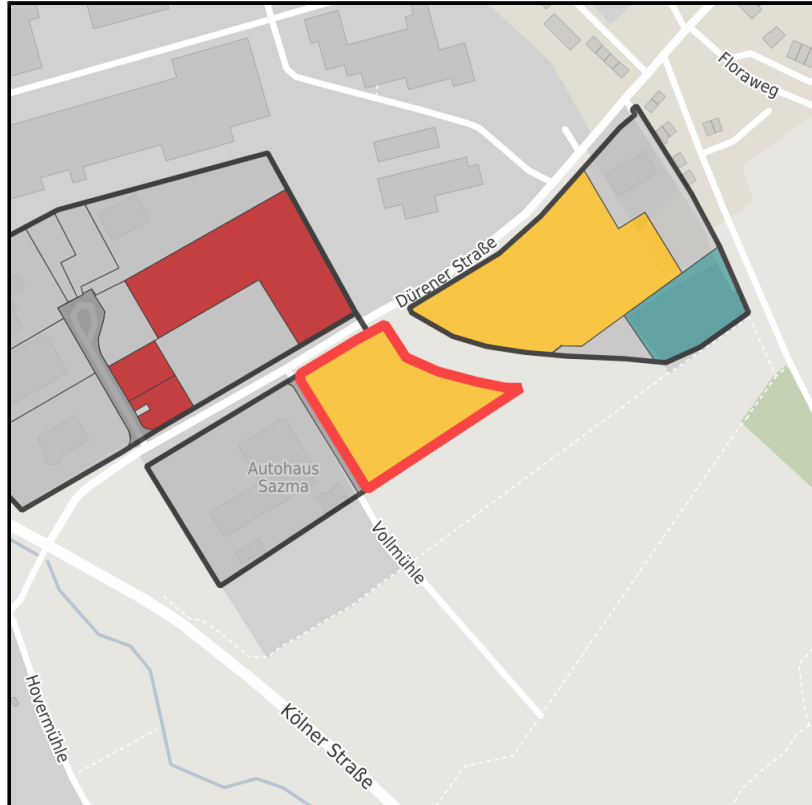 Floraweg
Dürener Straße
Autohaus
Sazma
Vollmühle
Hovermühle
Kölner Straße